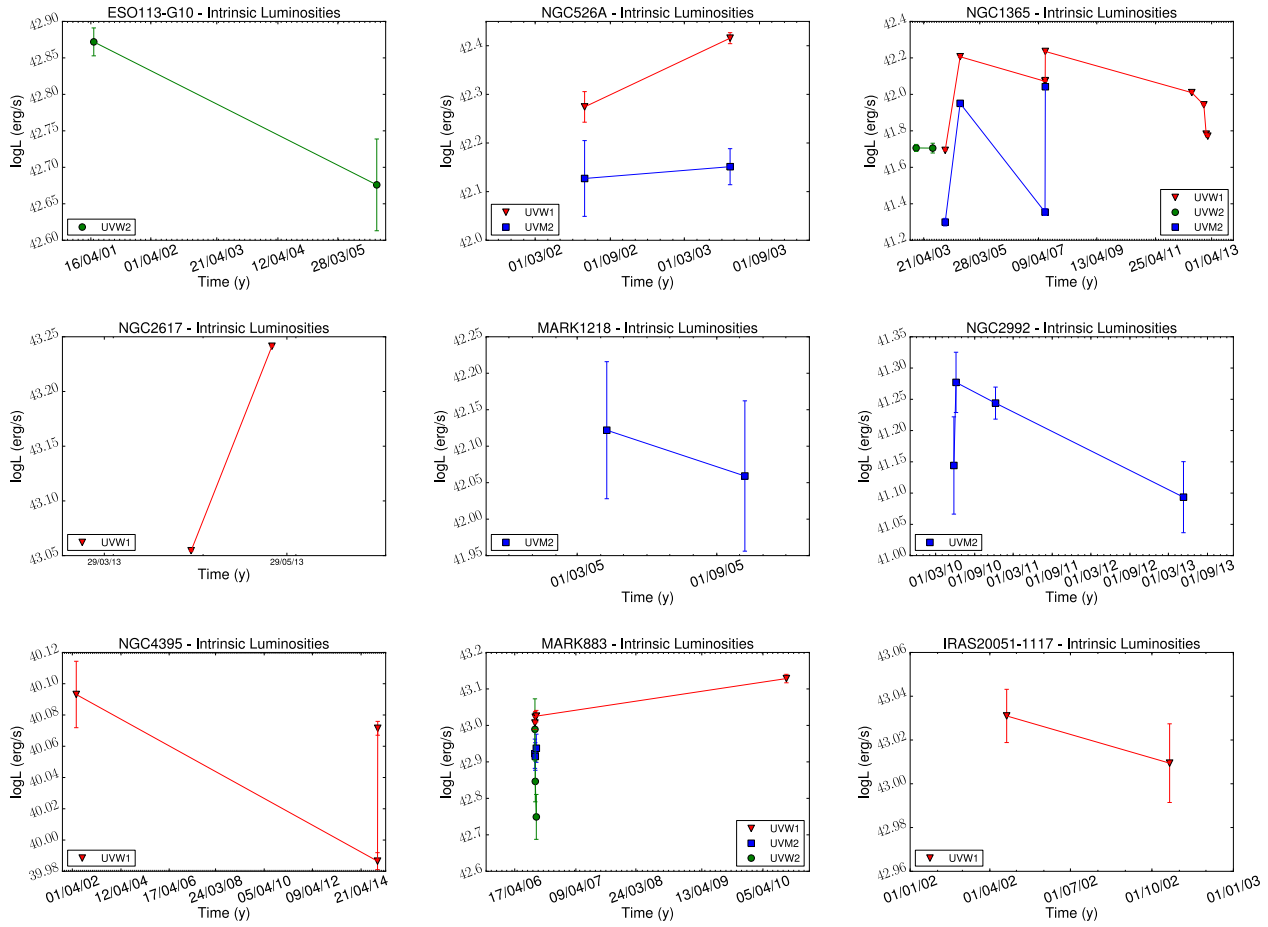 ESO113-G10 - Intrinsic Luminosities
logL (erg/s)
42.90
42.85
42.80
42.75
42.70
42.65
42.60
UVW2
16/04/01
01/04/02
21/04/03
12/04/04
28/03/05
Time (y)
NGC526A - Intrinsic Luminosities
logL (erg/s)
42.4
42.3
42.2
42.1
42.0
UVW1
UVM2
01/03/02
01/09/02
01/03/03
01/09/03
Time (y)
NGC1365 - Intrinsic Luminosities
logL (erg/s)
42.4
42.2
42.0
41.8
41.6
41.4
41.2
UVW1
UVW2
UVM2
21/04/03
28/03/05
09/04/07
13/04/09
25/04/11
01/04/13
Time (y)
NGC2617 - Intrinsic Luminosities
logL (erg/s)
43.25
43.20
43.15
43.10
43.05
UVW1
29/03/13
29/05/13
Time (y)
MARK1218 - Intrinsic Luminosities
logL (erg/s)
42.25
42.20
42.15
42.10
42.05
42.00
41.95
UVM2
01/03/05
01/09/05
Time (y)
NGC2992 - Intrinsic Luminosities
logL (erg/s)
41.35
41.30
41.25
41.20
41.15
41.10
41.05
41.00
UVM2
01/03/10
01/09/10
01/03/11
01/09/11
01/03/12
01/09/12
01/03/13
01/09/13
Time (y)
NGC4395 - Intrinsic Luminosities
logL (erg/s)
40.12
40.10
40.08
40.06
40.04
40.02
40.00
39.98
UVW1
01/04/02
12/04/04
17/04/06
24/03/08
05/04/10
09/04/12
21/04/14
Time (y)
MARK883 - Intrinsic Luminosities
logL (erg/s)
43.2
43.1
43.0
42.9
42.8
42.7
42.6
UVW1
UVM2
UVW2
17/04/06
09/04/07
24/03/08
13/04/09
05/04/10
Time (y)
IRAS20051-1117 - Intrinsic Luminosities
logL (erg/s)
43.06
43.04
43.02
43.00
42.98
42.96
UVW1
01/01/02
01/04/02
01/07/02
01/10/02
01/01/03
Time (y)